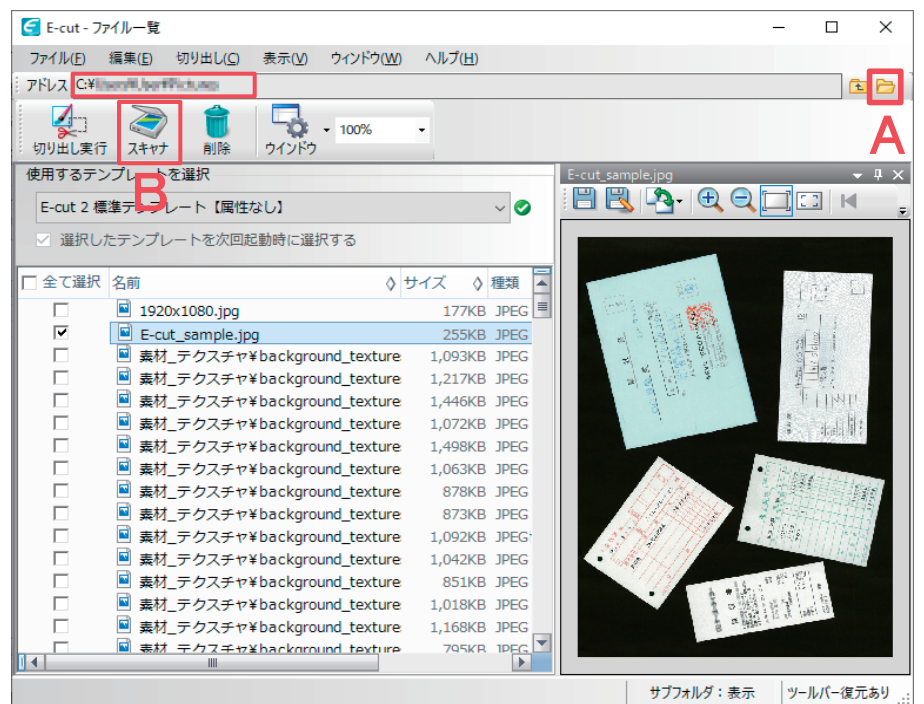 E-cut - ファイル一覧
ファイル(F) 編集(E) 切り出し(C) 表示(V) ウィンドウ(W) ヘルプ(H)
アドレス C:¥
A
切り出し実行 スキャナ 削除 ウインドウ 100%
B
使用するテンプレートを選択
E-cut 2 標準テンプレート【属性なし】
選択したテンプレートを次回起動時に選択する
E-cut_sample.jpg
全て選択 名前 サイズ 種類
1920x1080.jpg 177KB JPEG
E-cut_sample.jpg 255KB JPEG
素材_テクスチャ¥background_texture 1,093KB JPEG
素材_テクスチャ¥background_texture 1,217KB JPEG
素材_テクスチャ¥background_texture 1,446KB JPEG
素材_テクスチャ¥background_texture 1,072KB JPEG
素材_テクスチャ¥background_texture 1,498KB JPEG
素材_テクスチャ¥background_texture 1,063KB JPEG
素材_テクスチャ¥background_texture 878KB JPEG
素材_テクスチャ¥background_texture 873KB JPEG
素材_テクスチャ¥background_texture 1,092KB JPEG
素材_テクスチャ¥background_texture 1,042KB JPEG
素材_テクスチャ¥background_texture 851KB JPEG
素材_テクスチャ¥background_texture 1,018KB JPEG
素材_テクスチャ¥background_texture 1,168KB JPEG
素材_テクスチャ¥background_texture 795KB JPEG
サブフォルダ：表示 ツールバー復元あり